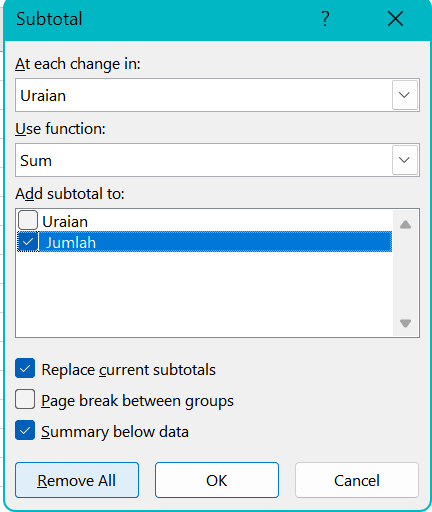 Subtotal ?
At each change in:
Uraian
Use function:
Sum
Add subtotal to:
Uraian
Jumlah
Replace current subtotals
Page break between groups
Summary below data
Remove All OK Cancel